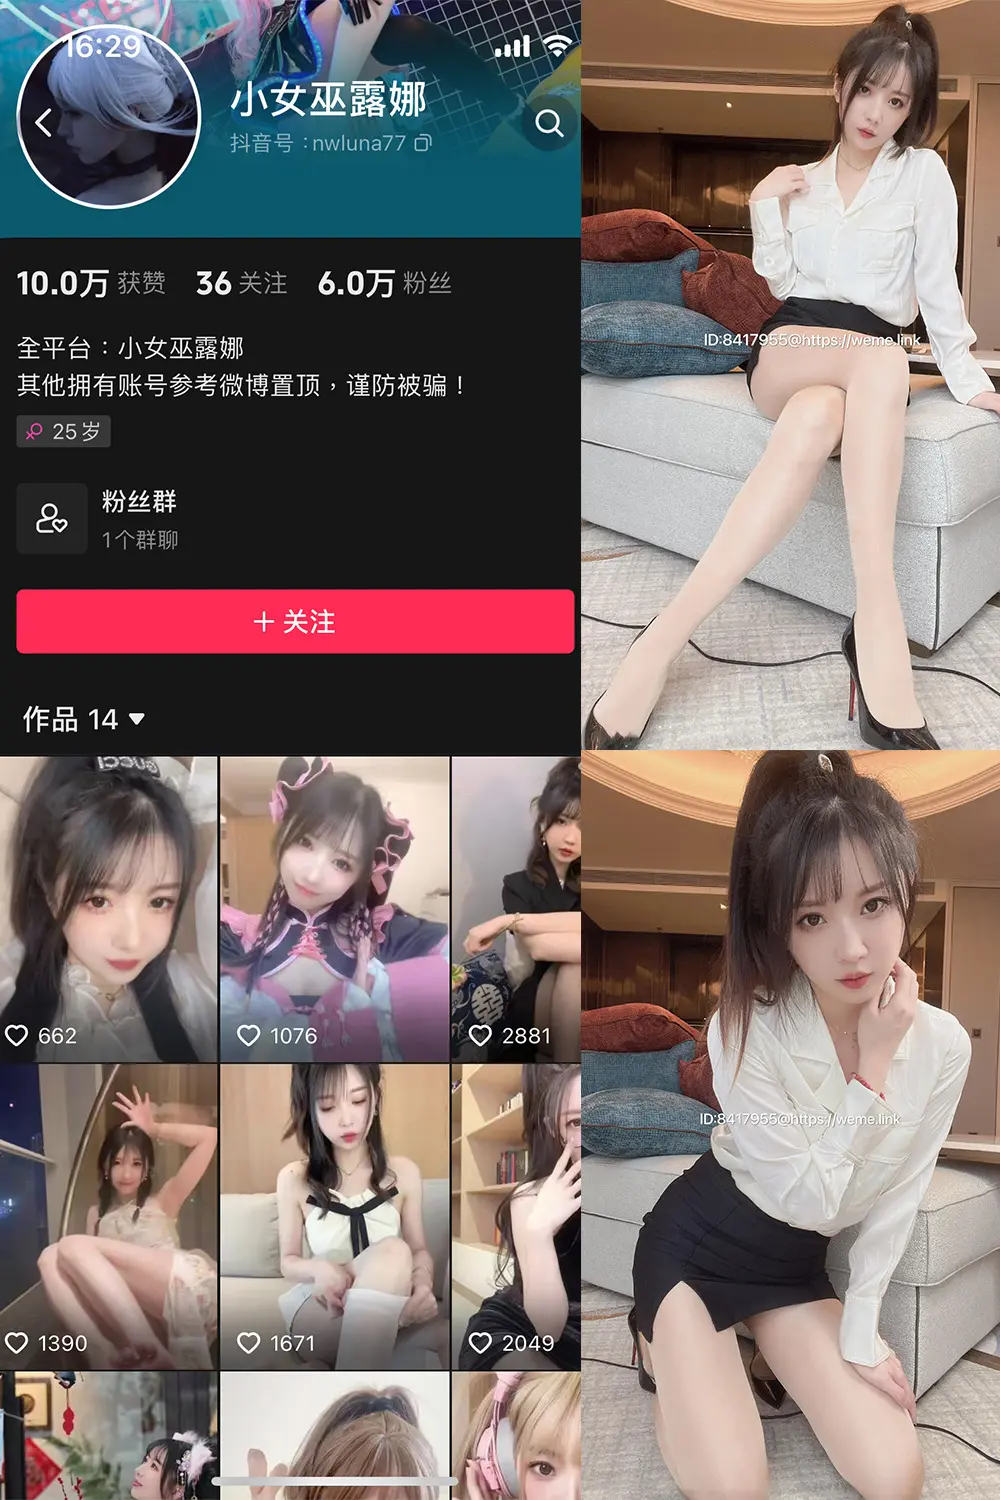 16:29
小女巫露娜
抖音号：nwluna77
10.0万 获赞 36 关注 6.0万 粉丝
全平台：小女巫露娜
其他拥有账号参考微博置顶，谨防被骗！
25岁
粉丝群
1个群聊
＋关注
作品 14
GUCCI
662
1076
2881
1390
1671
2049
ID:8417955@https://weme.link
ID:8417955@https://weme.link